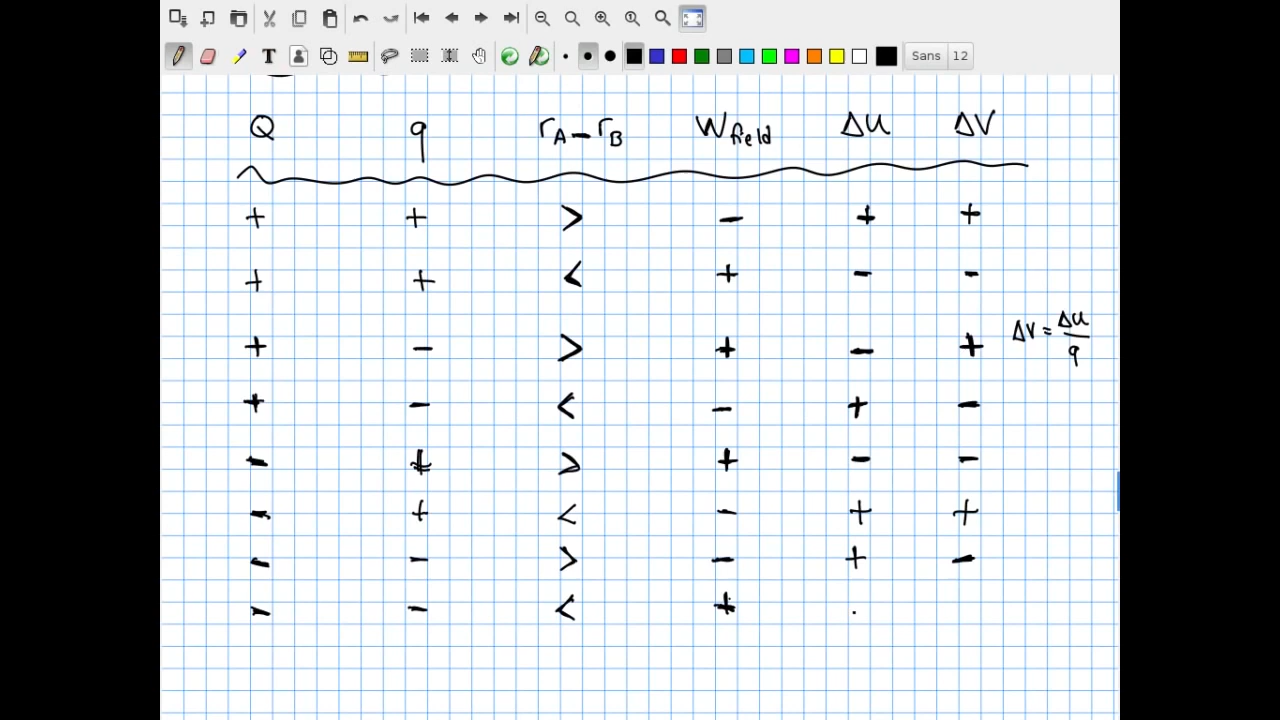 Sans 12
Q q rA – rB Wfield ΔU ΔV
+ + > – + +
+ + < + – –
+ – > + – +
ΔV = ΔU/q
+ – < – + –
– + > + – –
– + < – + +
– – > – + –
– – < +